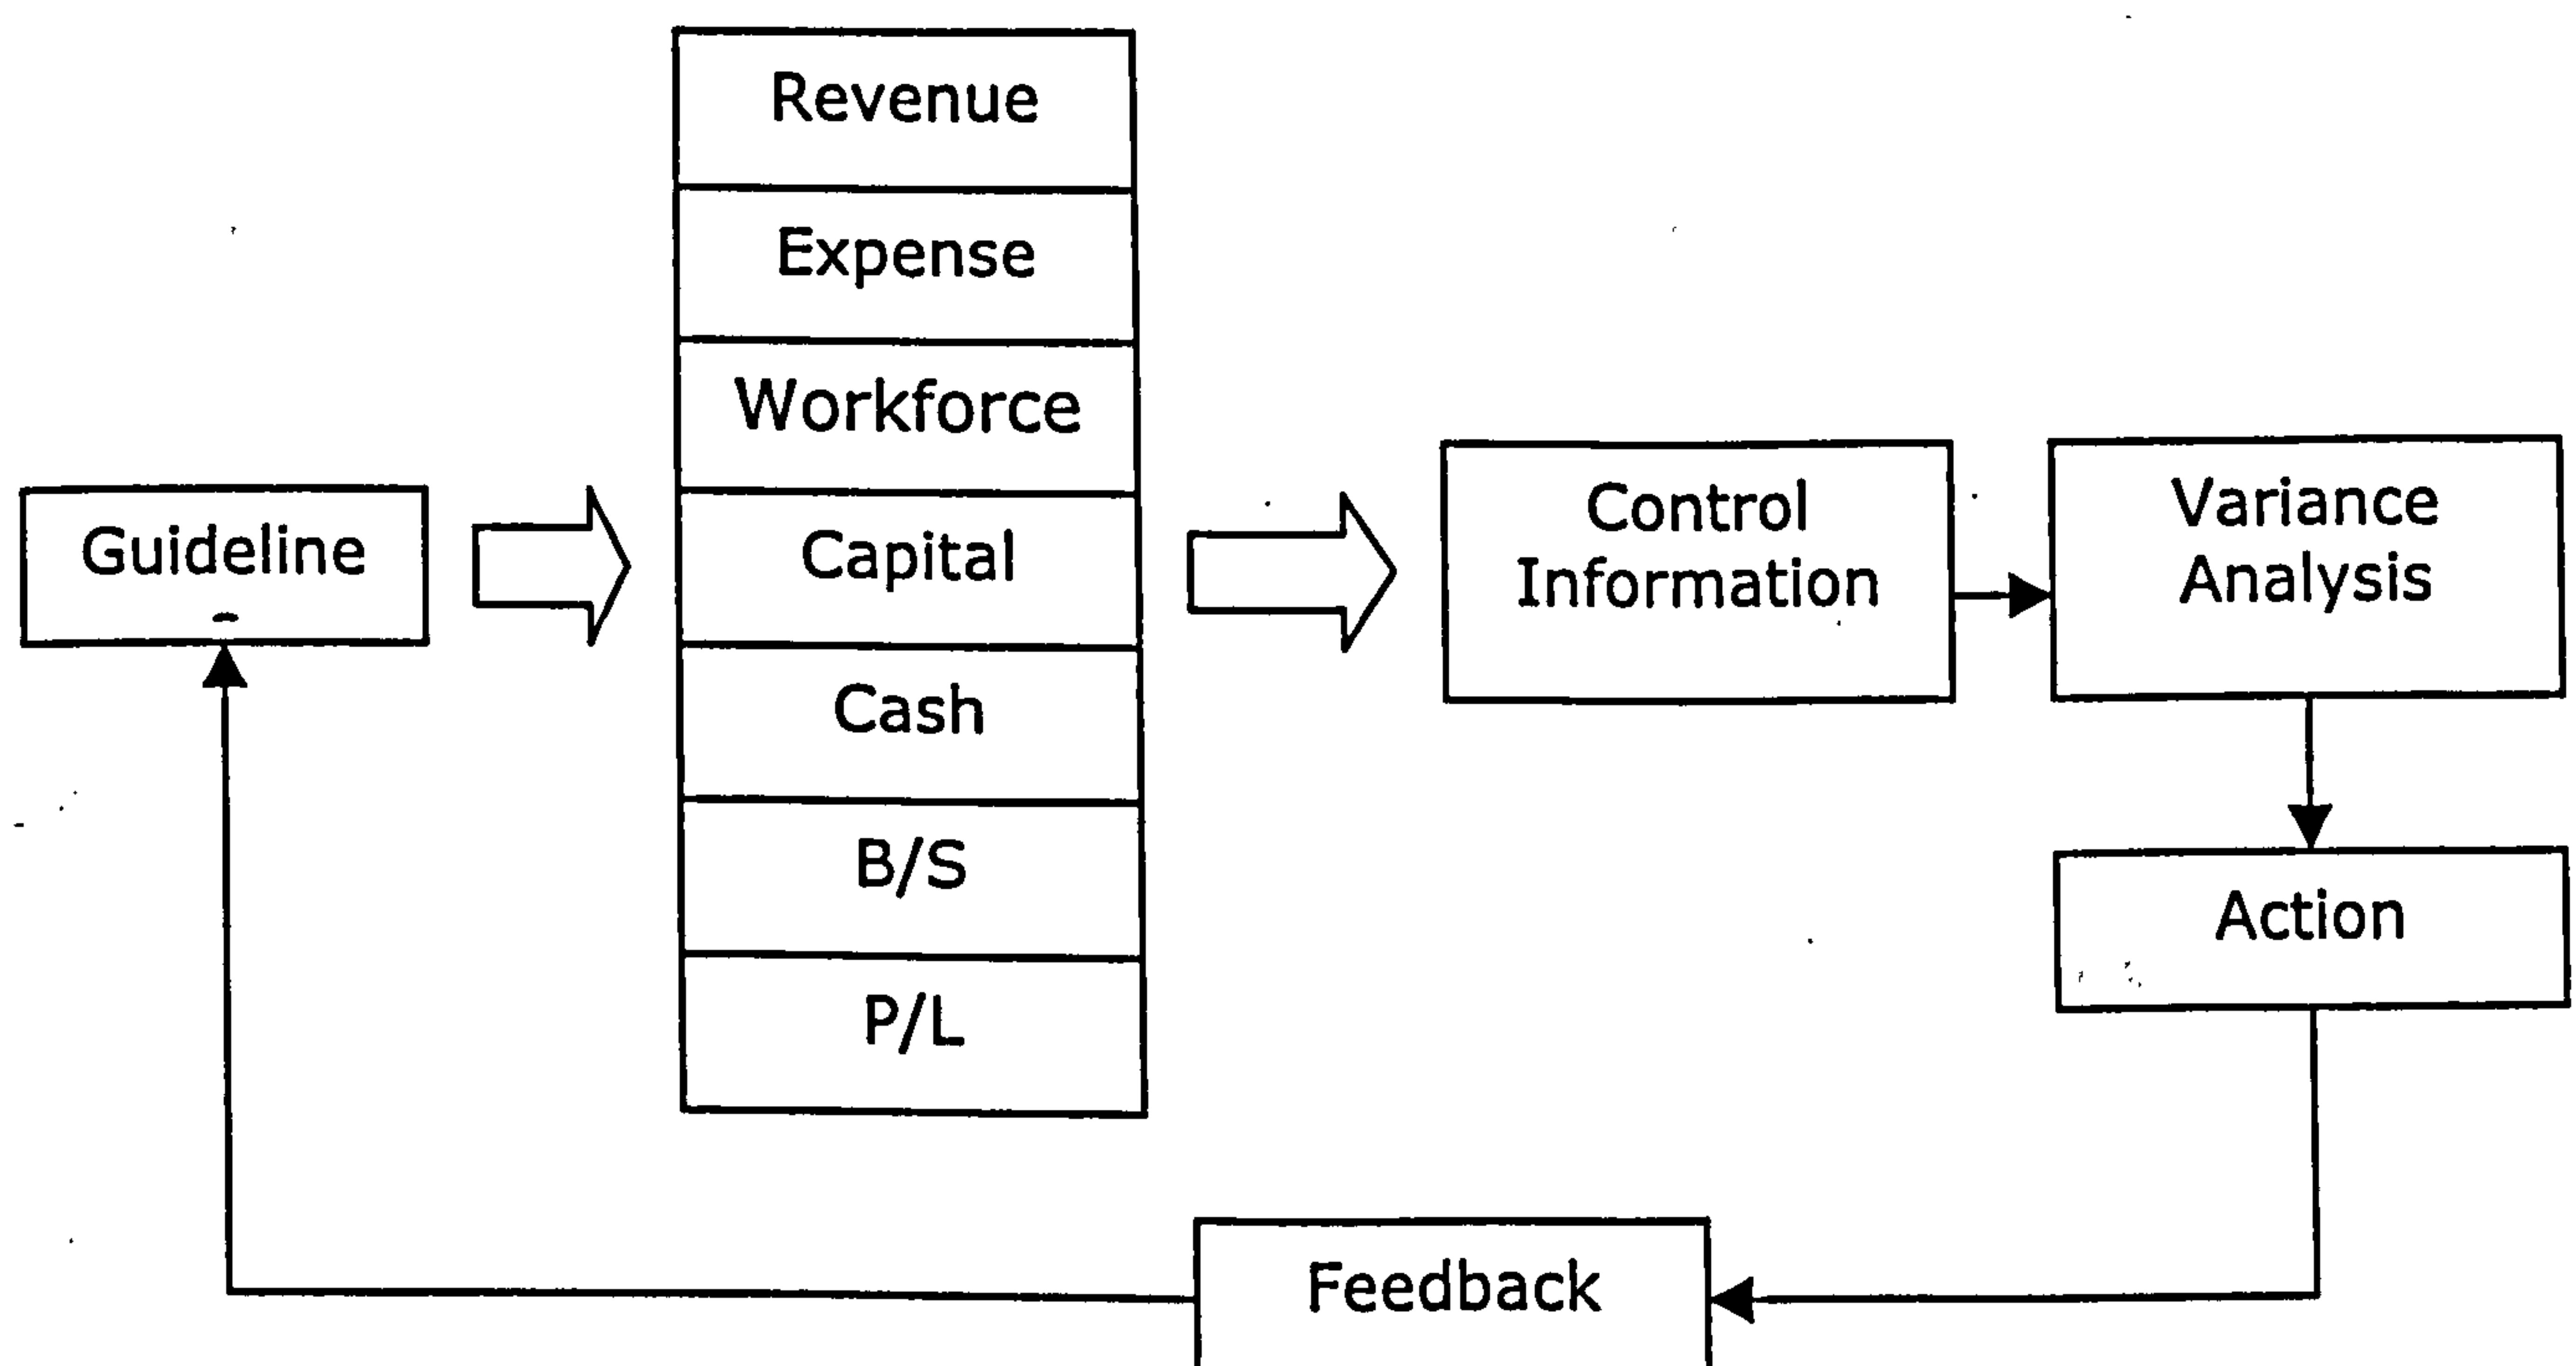 Revenue
Expense
Workforce
Capital
Cash
B/S
P/L
Guideline
Control
Information
Variance
Analysis
Action
Feedback